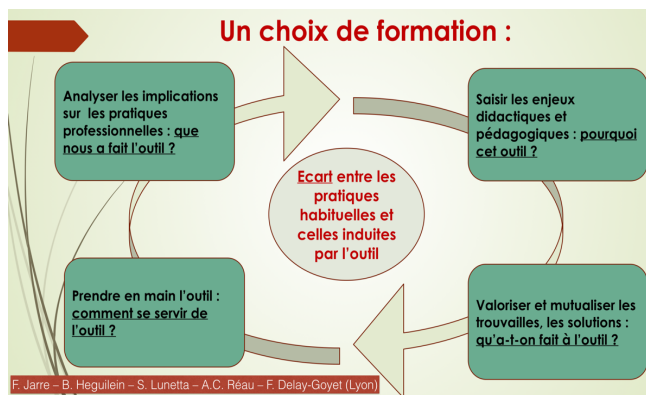 Un choix de formation :
Analyser les implications
sur les pratiques
professionnelles : que
nous a fait l'outil ?
Saisir les enjeux
didactiques et
pédagogiques : pourquoi
cet outil ?
Ecart entre les
pratiques
habituelles et
celles induites
par l'outil
Prendre en main l'outil :
comment se servir de
l'outil ?
Valoriser et mutualiser les
trouvailles, les solutions :
qu'a-t-on fait à l'outil ?
F. Jarre – B. Heguilein – S. Lunetta – A.C. Réau – F. Delay-Goyet (Lyon)